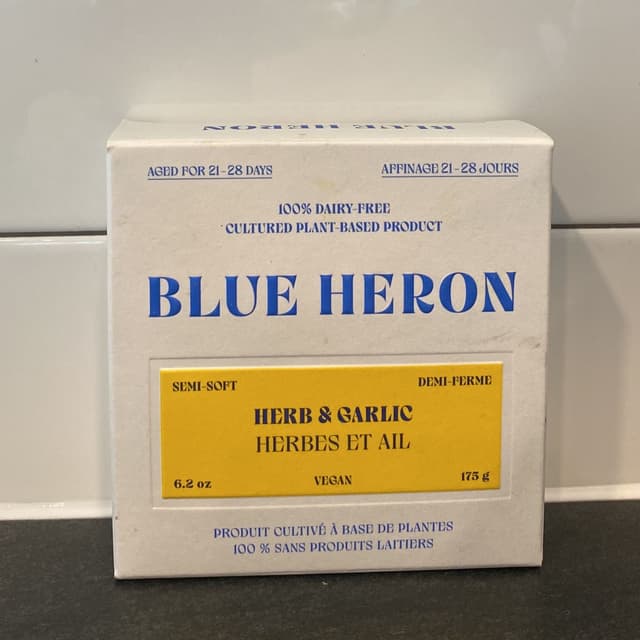 BLUE HERON
AGED FOR 21-28 DAYS
AFFINAGE 21-28 JOURS
100% DAIRY-FREE
CULTURED PLANT-BASED PRODUCT
BLUE HERON
SEMI-SOFT
DEMI-FERME
HERB & GARLIC
HERBES ET AIL
6.2 oz
VEGAN
175 g
PRODUIT CULTIVÉ À BASE DE PLANTES
100 % SANS PRODUITS LAITIERS